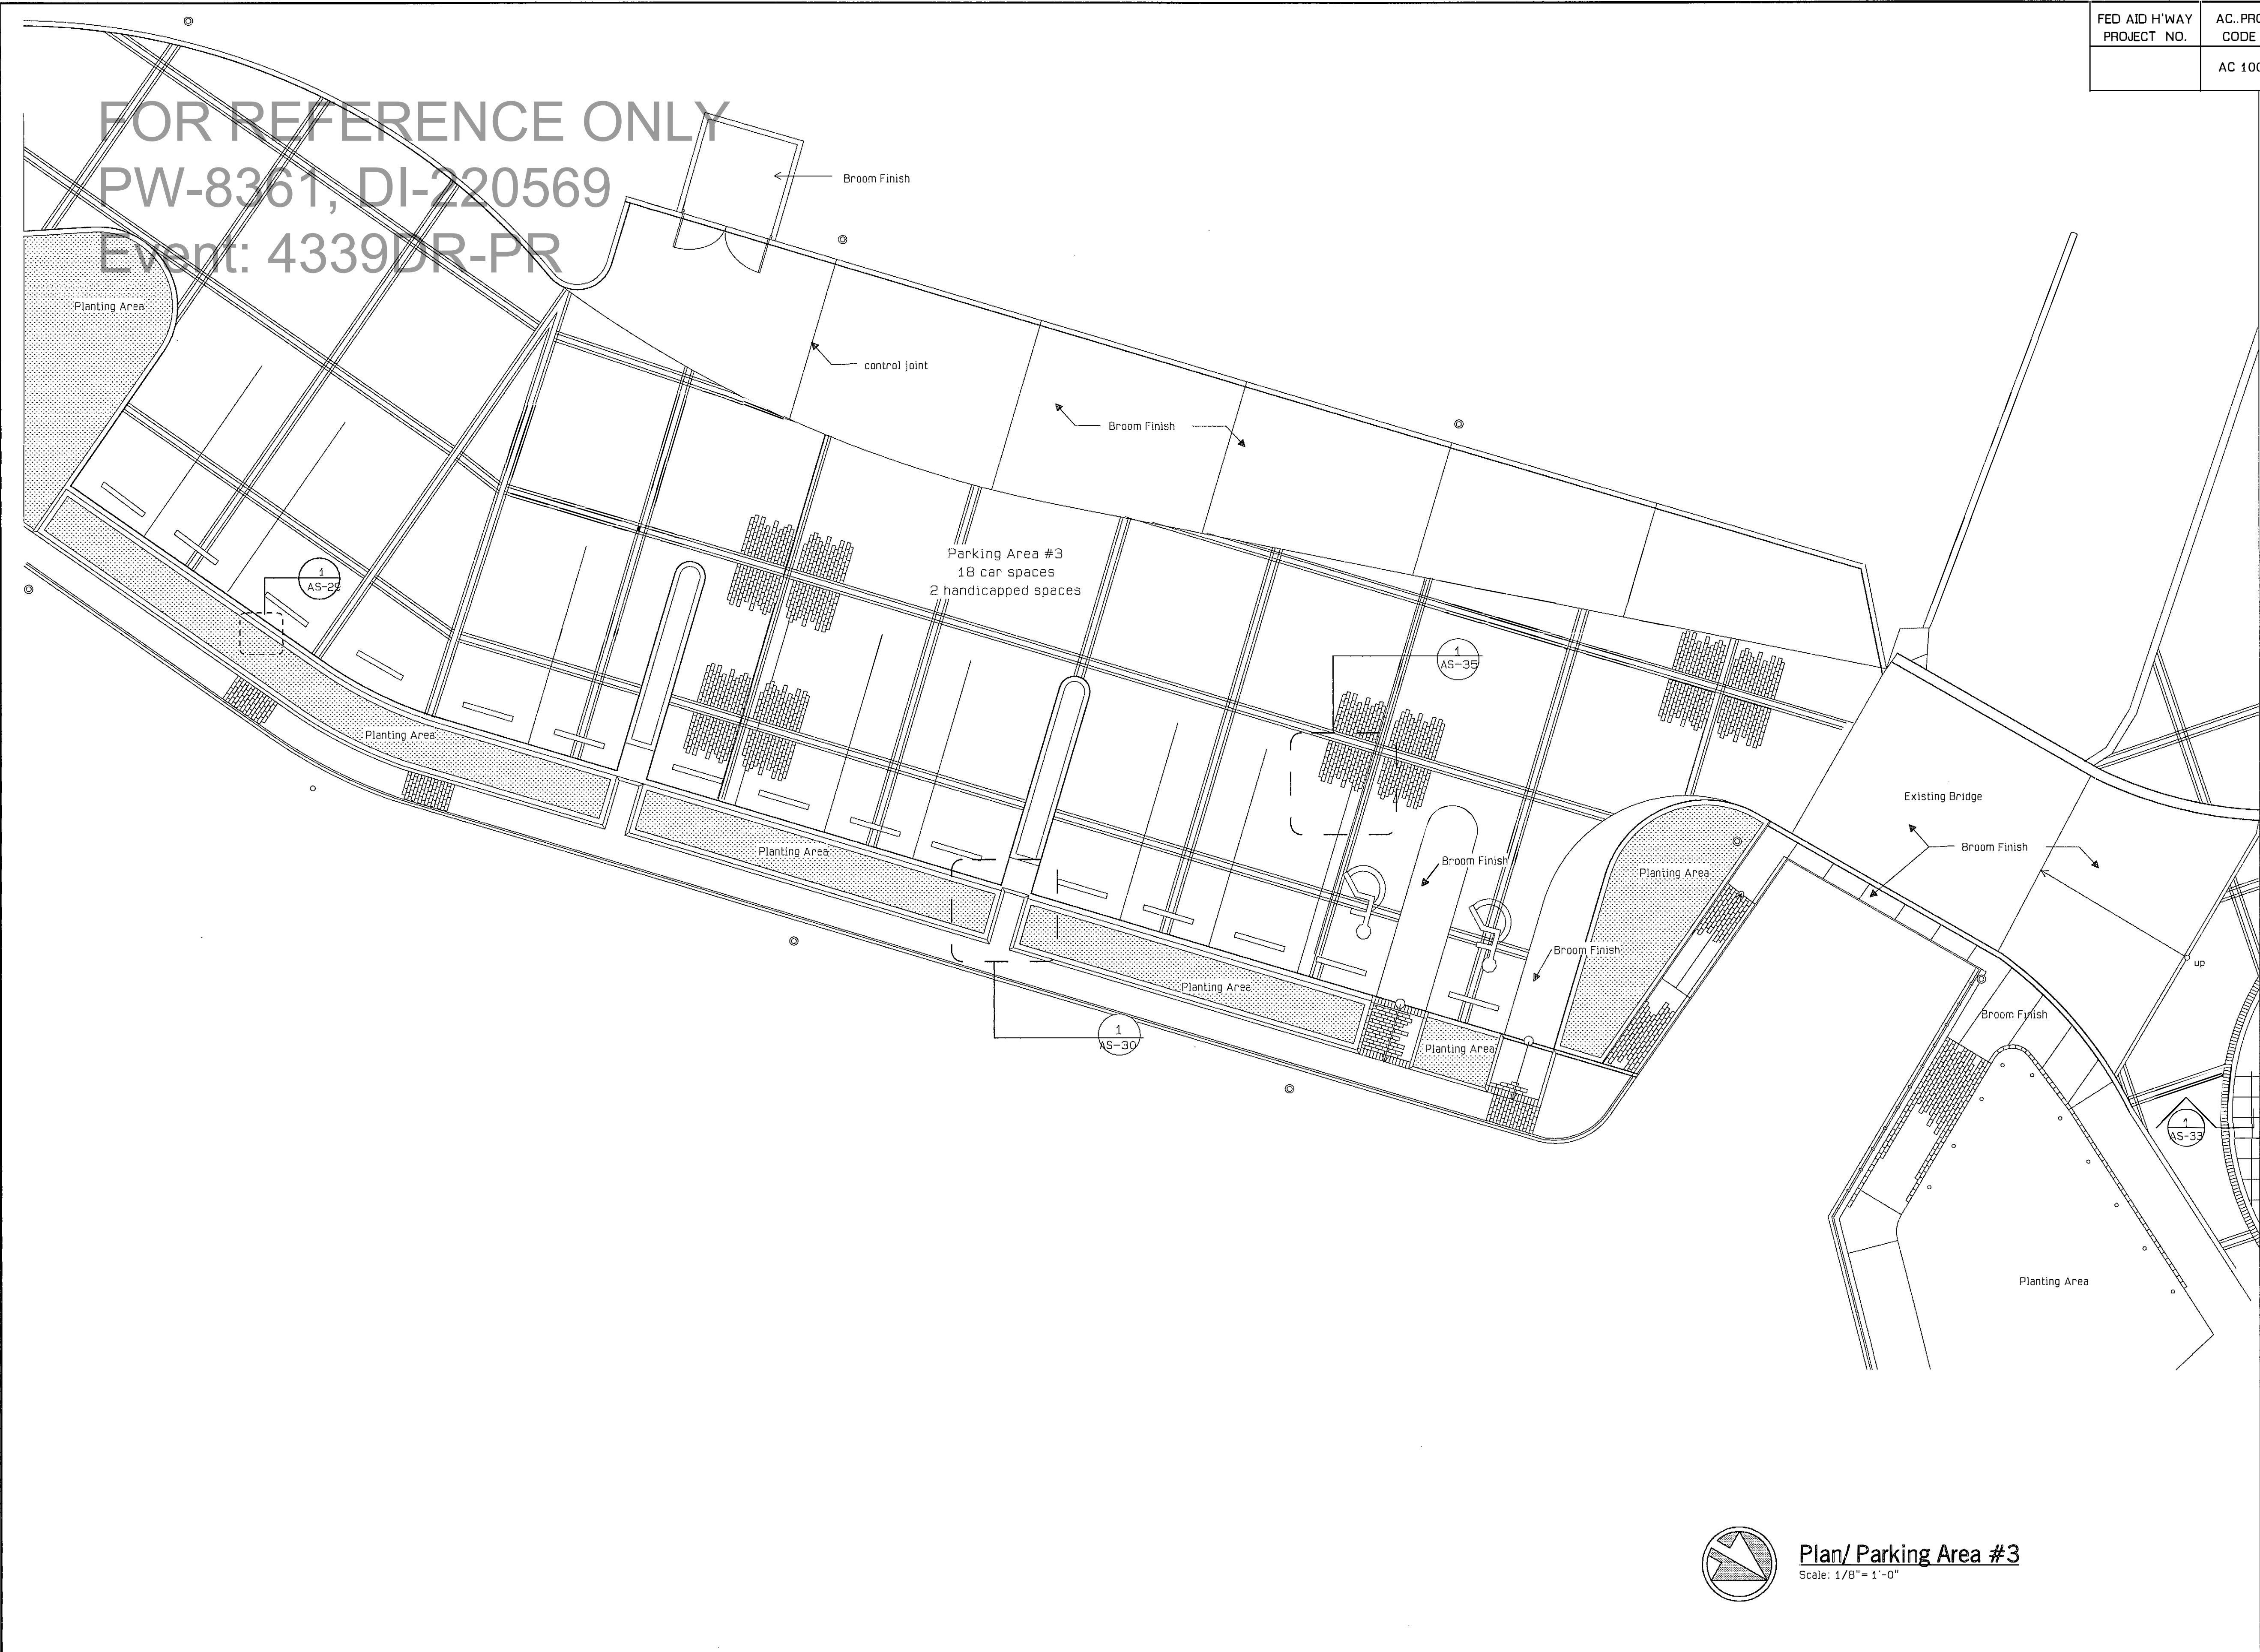 FED AID H'WAY
PROJECT NO.
AC..PRO
CODE
AC 100
FOR REFERENCE ONLY
PW-8361, DI-220569
Event: 4339DR-PR
Broom Finish
Planting Area
control joint
Broom Finish
Parking Area #3
18 car spaces
2 handicapped spaces
1
AS-29
1
AS-35
Planting Area
Existing Bridge
Planting Area
Broom Finish
Broom Finish
Planting Area
Broom Finish
up
Planting Area
Broom Finish
1
AS-30
Planting Area
1
AS-33
Planting Area
Plan/ Parking Area #3
Scale: 1/8"= 1'-0"